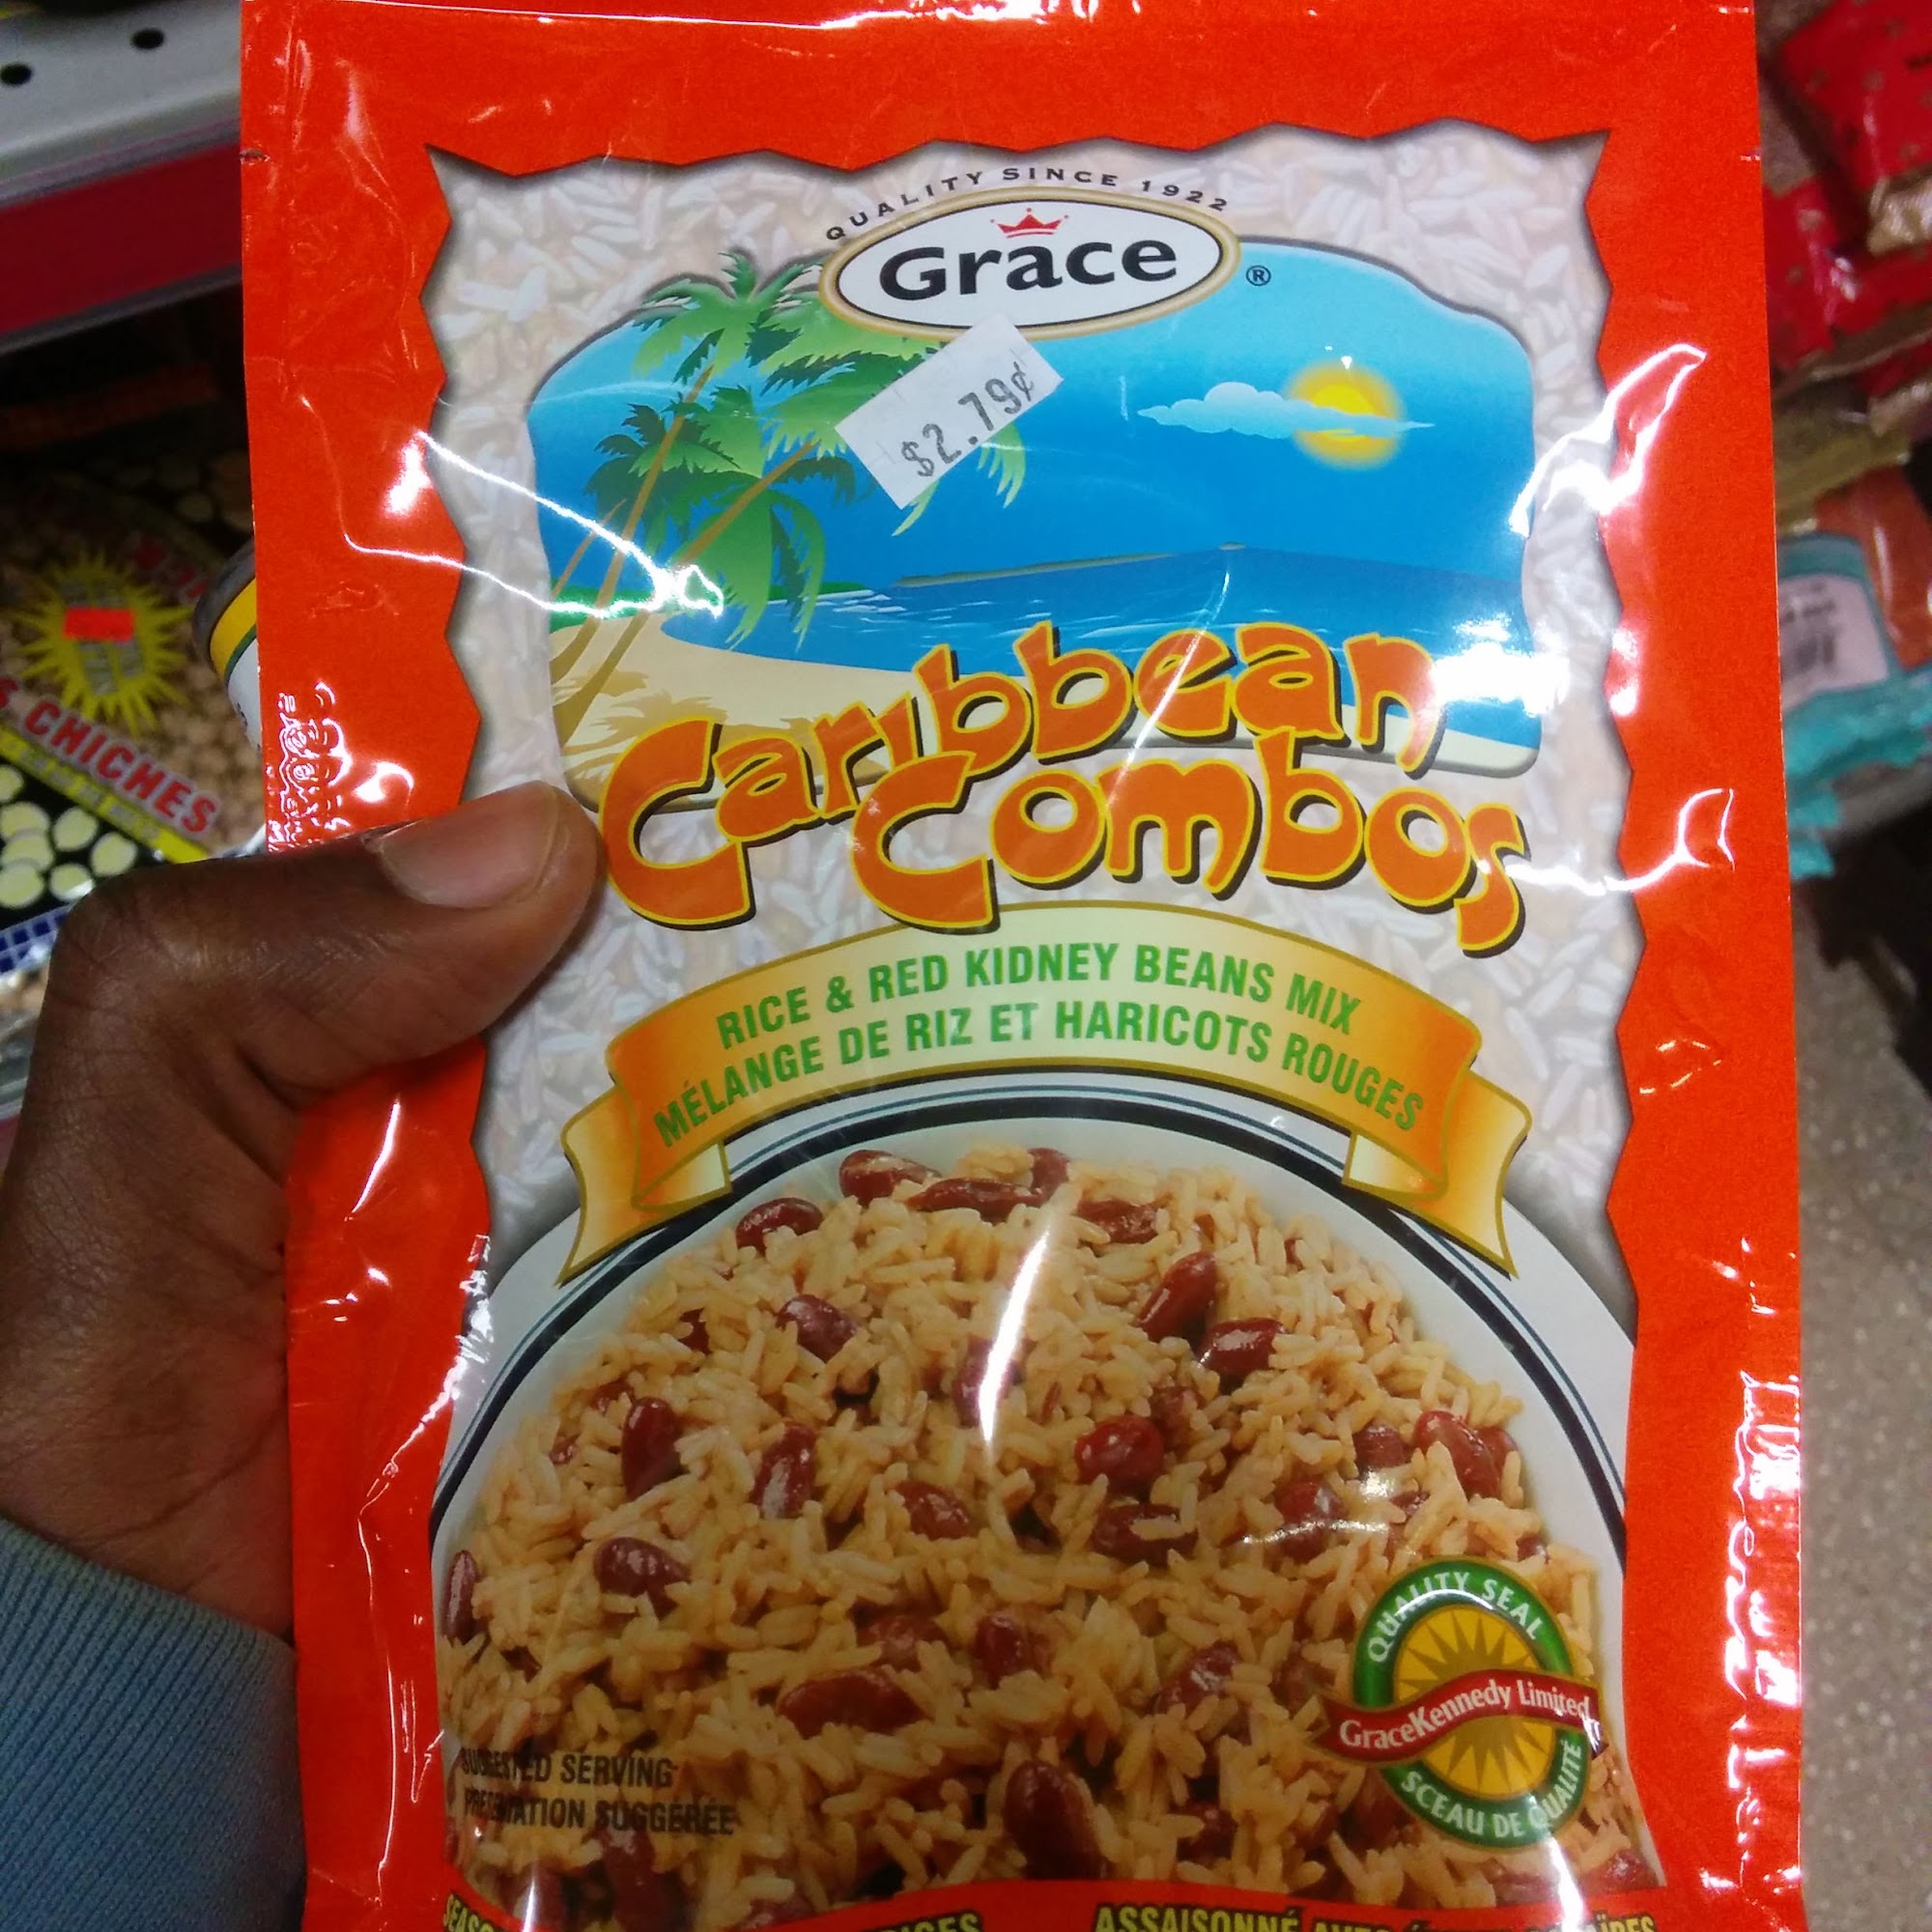 QUALITY SINCE 1922
Grace
®
$2.79¢
Caribbean
Combos
RICE & RED KIDNEY BEANS MIX
MÉLANGE DE RIZ ET HARICOTS ROUGES
CHICHES
QUALITY SEAL
GraceKennedy Limited
SCEAU DE QUALITÉ
SUGGESTED SERVING
PRÉSENTATION SUGGÉRÉE
ASSAISONNÉ